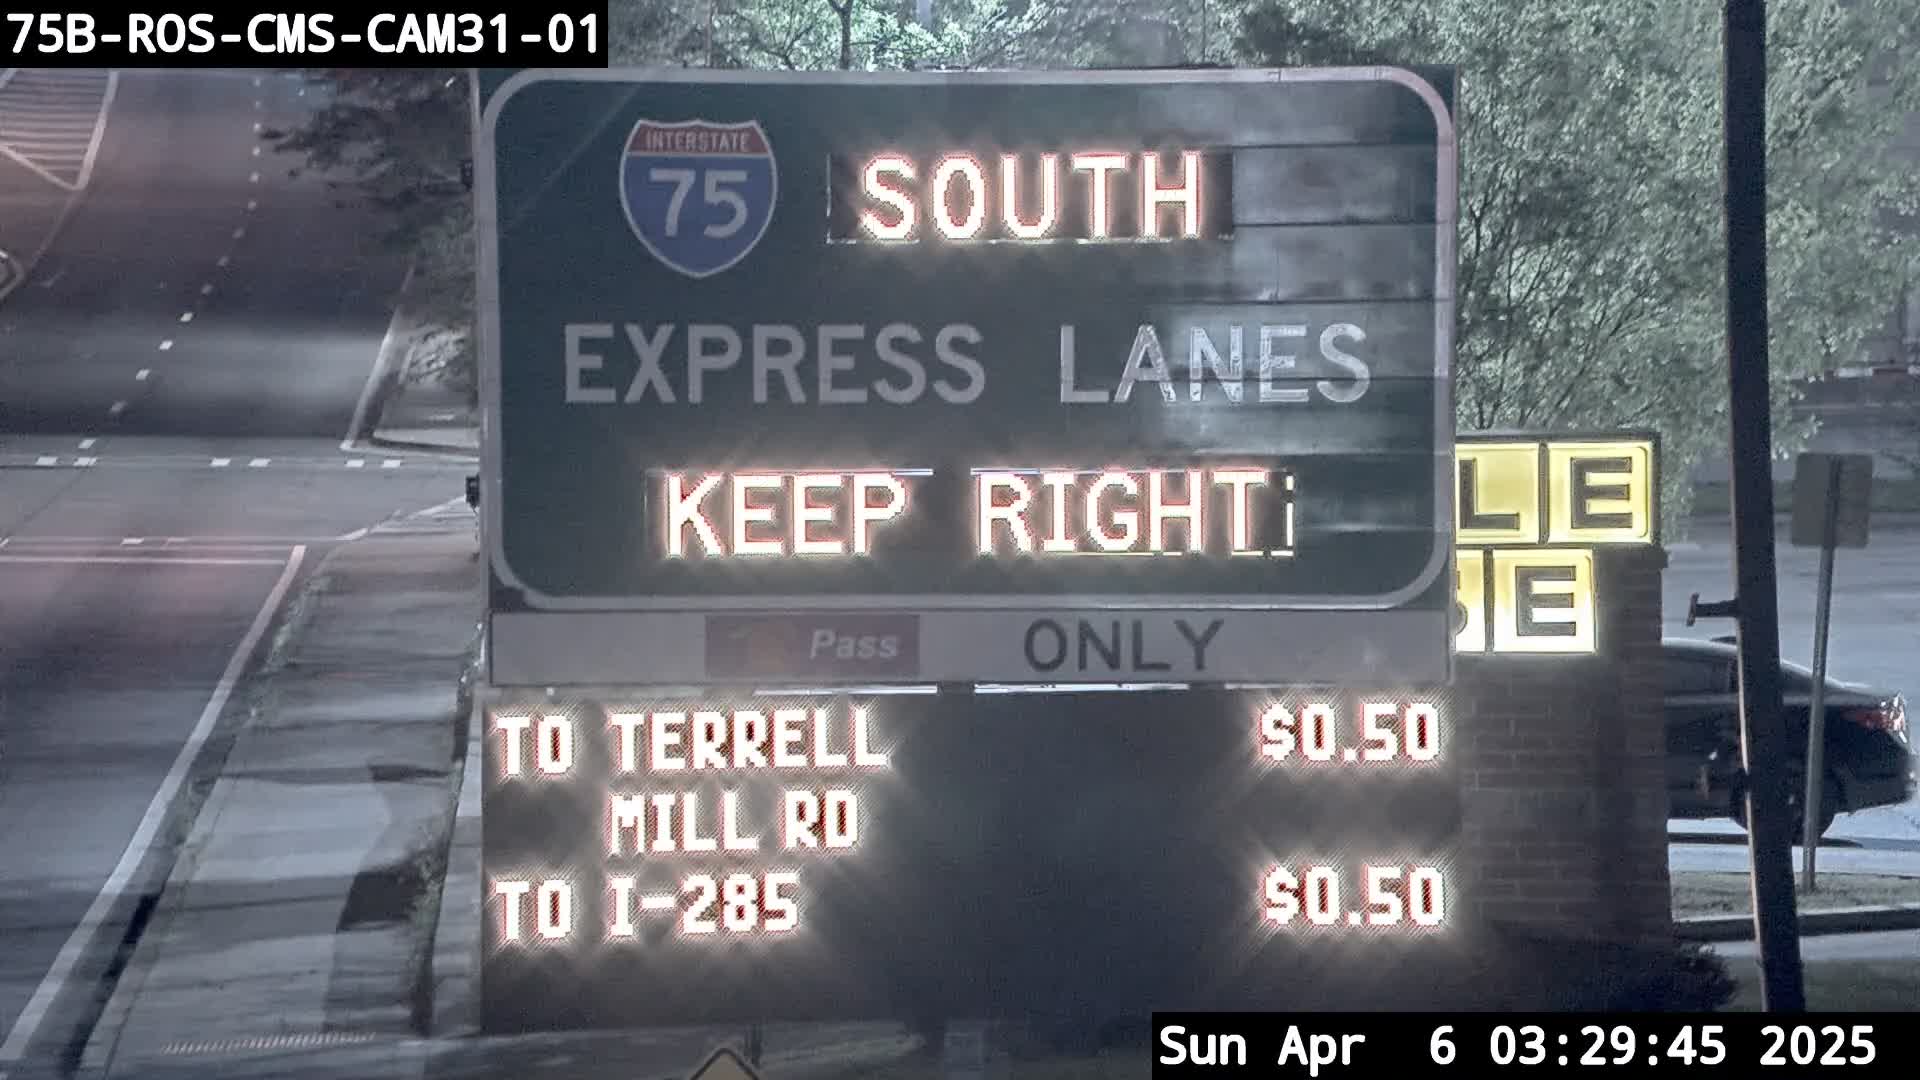 75B-ROS-CMS-CAM31-01
INTERSTATE
75
SOUTH
EXPRESS LANES
KEEP RIGHT
Pass ONLY
TO TERRELL $0.50
MILL RD
TO I-285 $0.50
LE
E
Sun Apr 6 03:29:45 2025